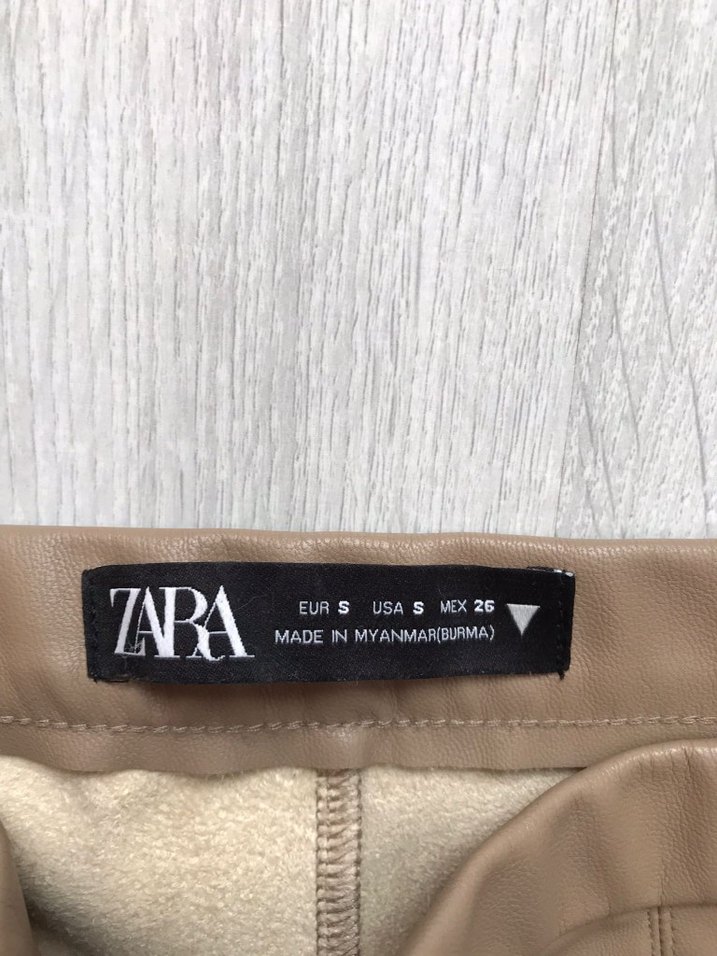 ZARA
EUR S USA S MEX 26
MADE IN MYANMAR(BURMA)